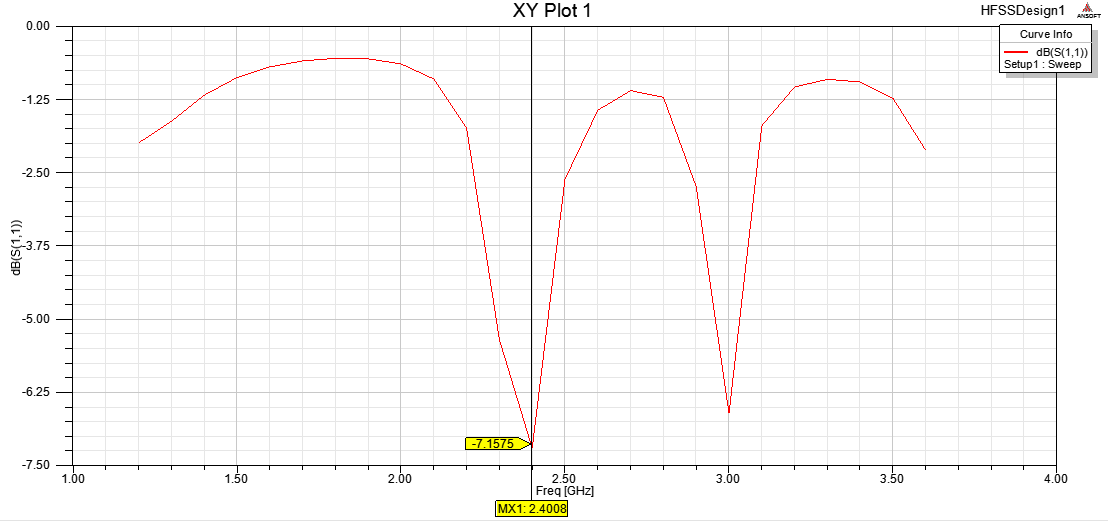 XY Plot 1
HFSSDesign1
ANSOFT
Curve Info
dB(S(1,1))
Setup1 : Sweep
0.00
-1.25
-2.50
-3.75
-5.00
-6.25
-7.50
dB(S(1,1))
-7.1575
1.00 1.50 2.00 2.50 3.00 3.50 4.00
Freq [GHz]
MX1: 2.4008